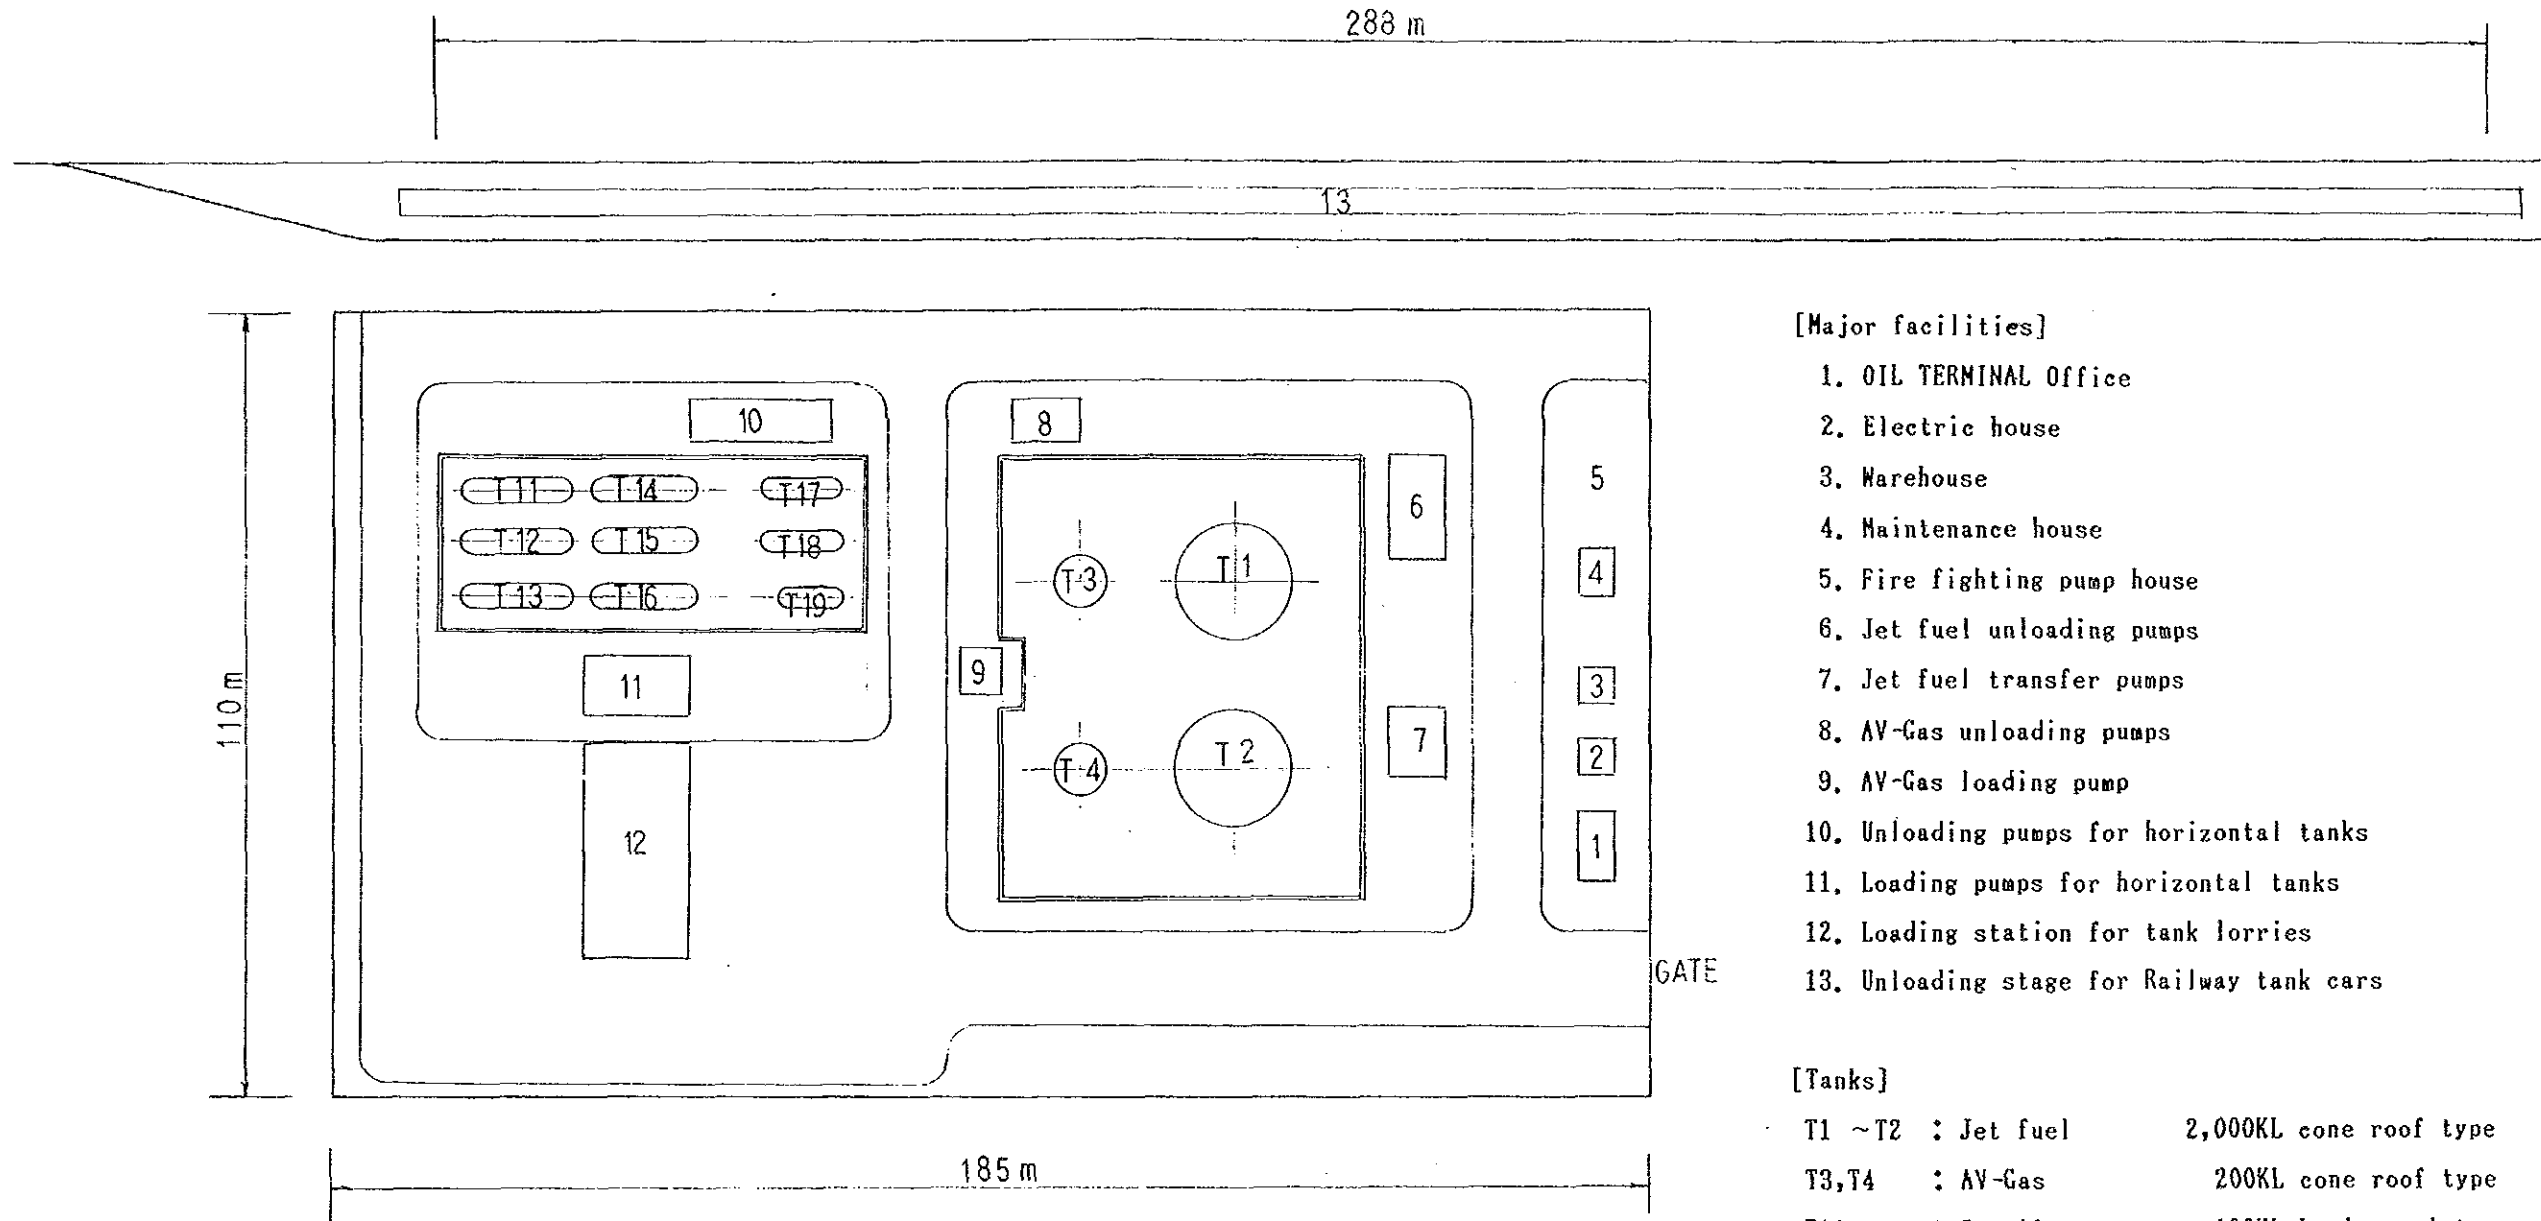 288 m
13
110 m
10
T11 T14 T17
T12 T15 T18
T13 T16 T19
11
12
8
6
T3 T1
9
T4 T2
7
5
4
3
2
1
GATE
185 m
[Major facilities]
1. OIL TERMINAL Office
2. Electric house
3. Warehouse
4. Maintenance house
5. Fire fighting pump house
6. Jet fuel unloading pumps
7. Jet fuel transfer pumps
8. AV-Gas unloading pumps
9. AV-Gas loading pump
10. Unloading pumps for horizontal tanks
11. Loading pumps for horizontal tanks
12. Loading station for tank lorries
13. Unloading stage for Railway tank cars
[Tanks]
T1 ~T2 : Jet fuel 2,000KL cone roof type
T3,T4 : AV-Gas 200KL cone roof type